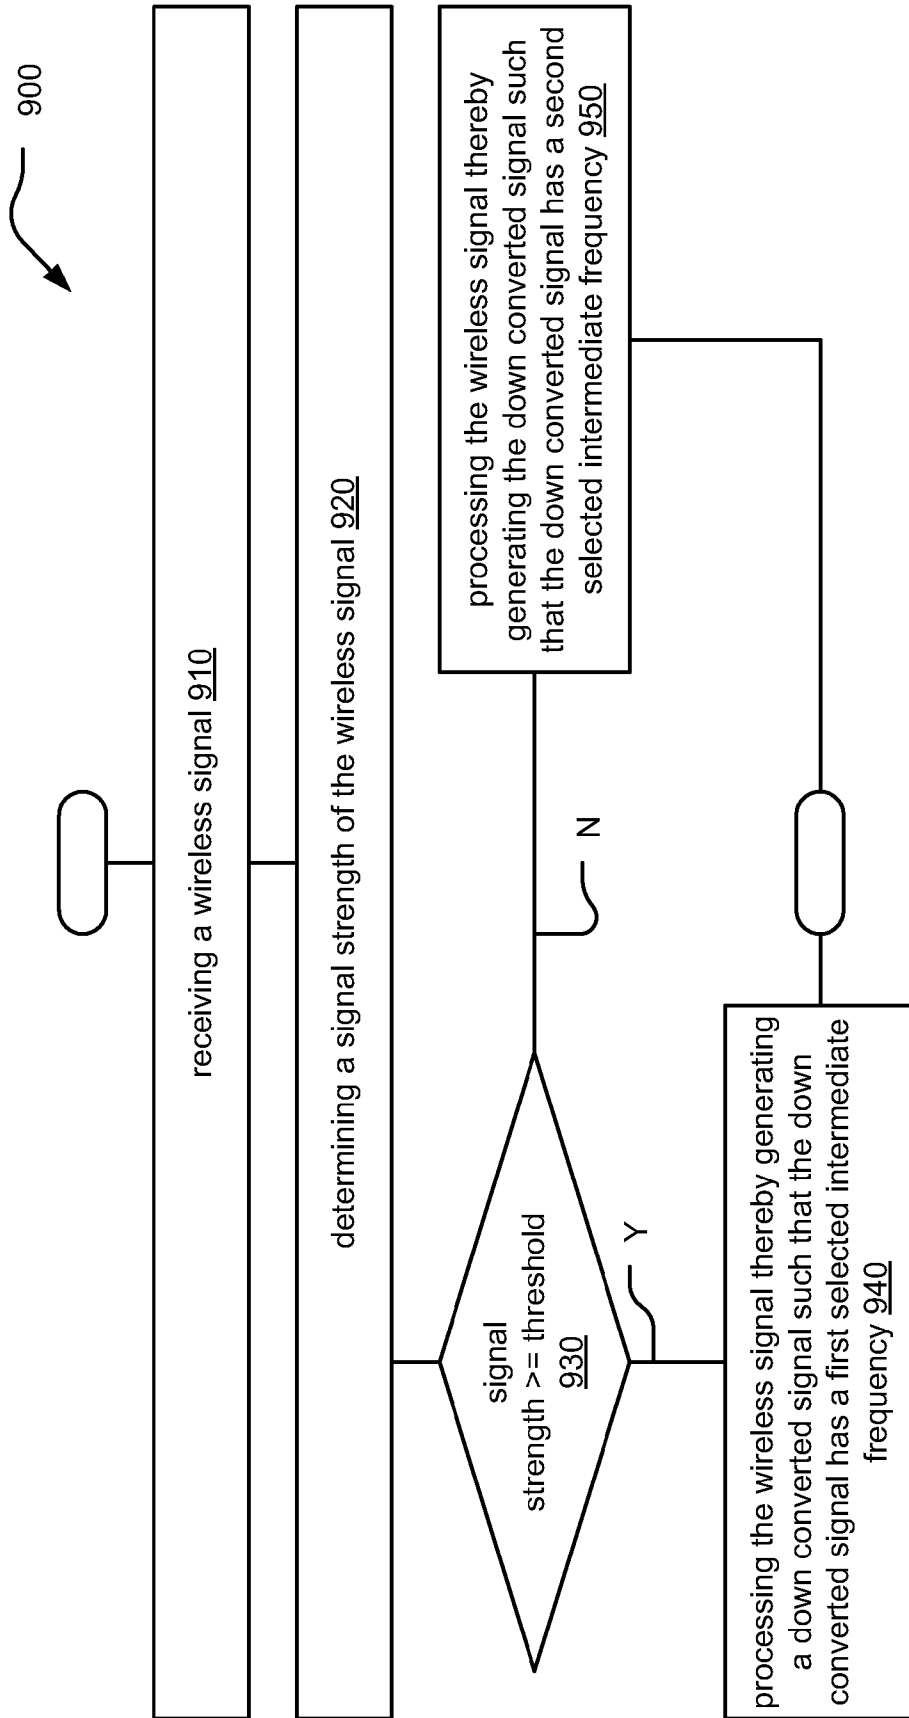 900
receiving a wireless signal 910
determining a signal strength of the wireless signal 920
signal
strength >= threshold
930
N
Y
processing the wireless signal thereby
generating the down converted signal such
that the down converted signal has a second
selected intermediate frequency 950
processing the wireless signal thereby generating
a down converted signal such that the down
converted signal has a first selected intermediate
frequency 940